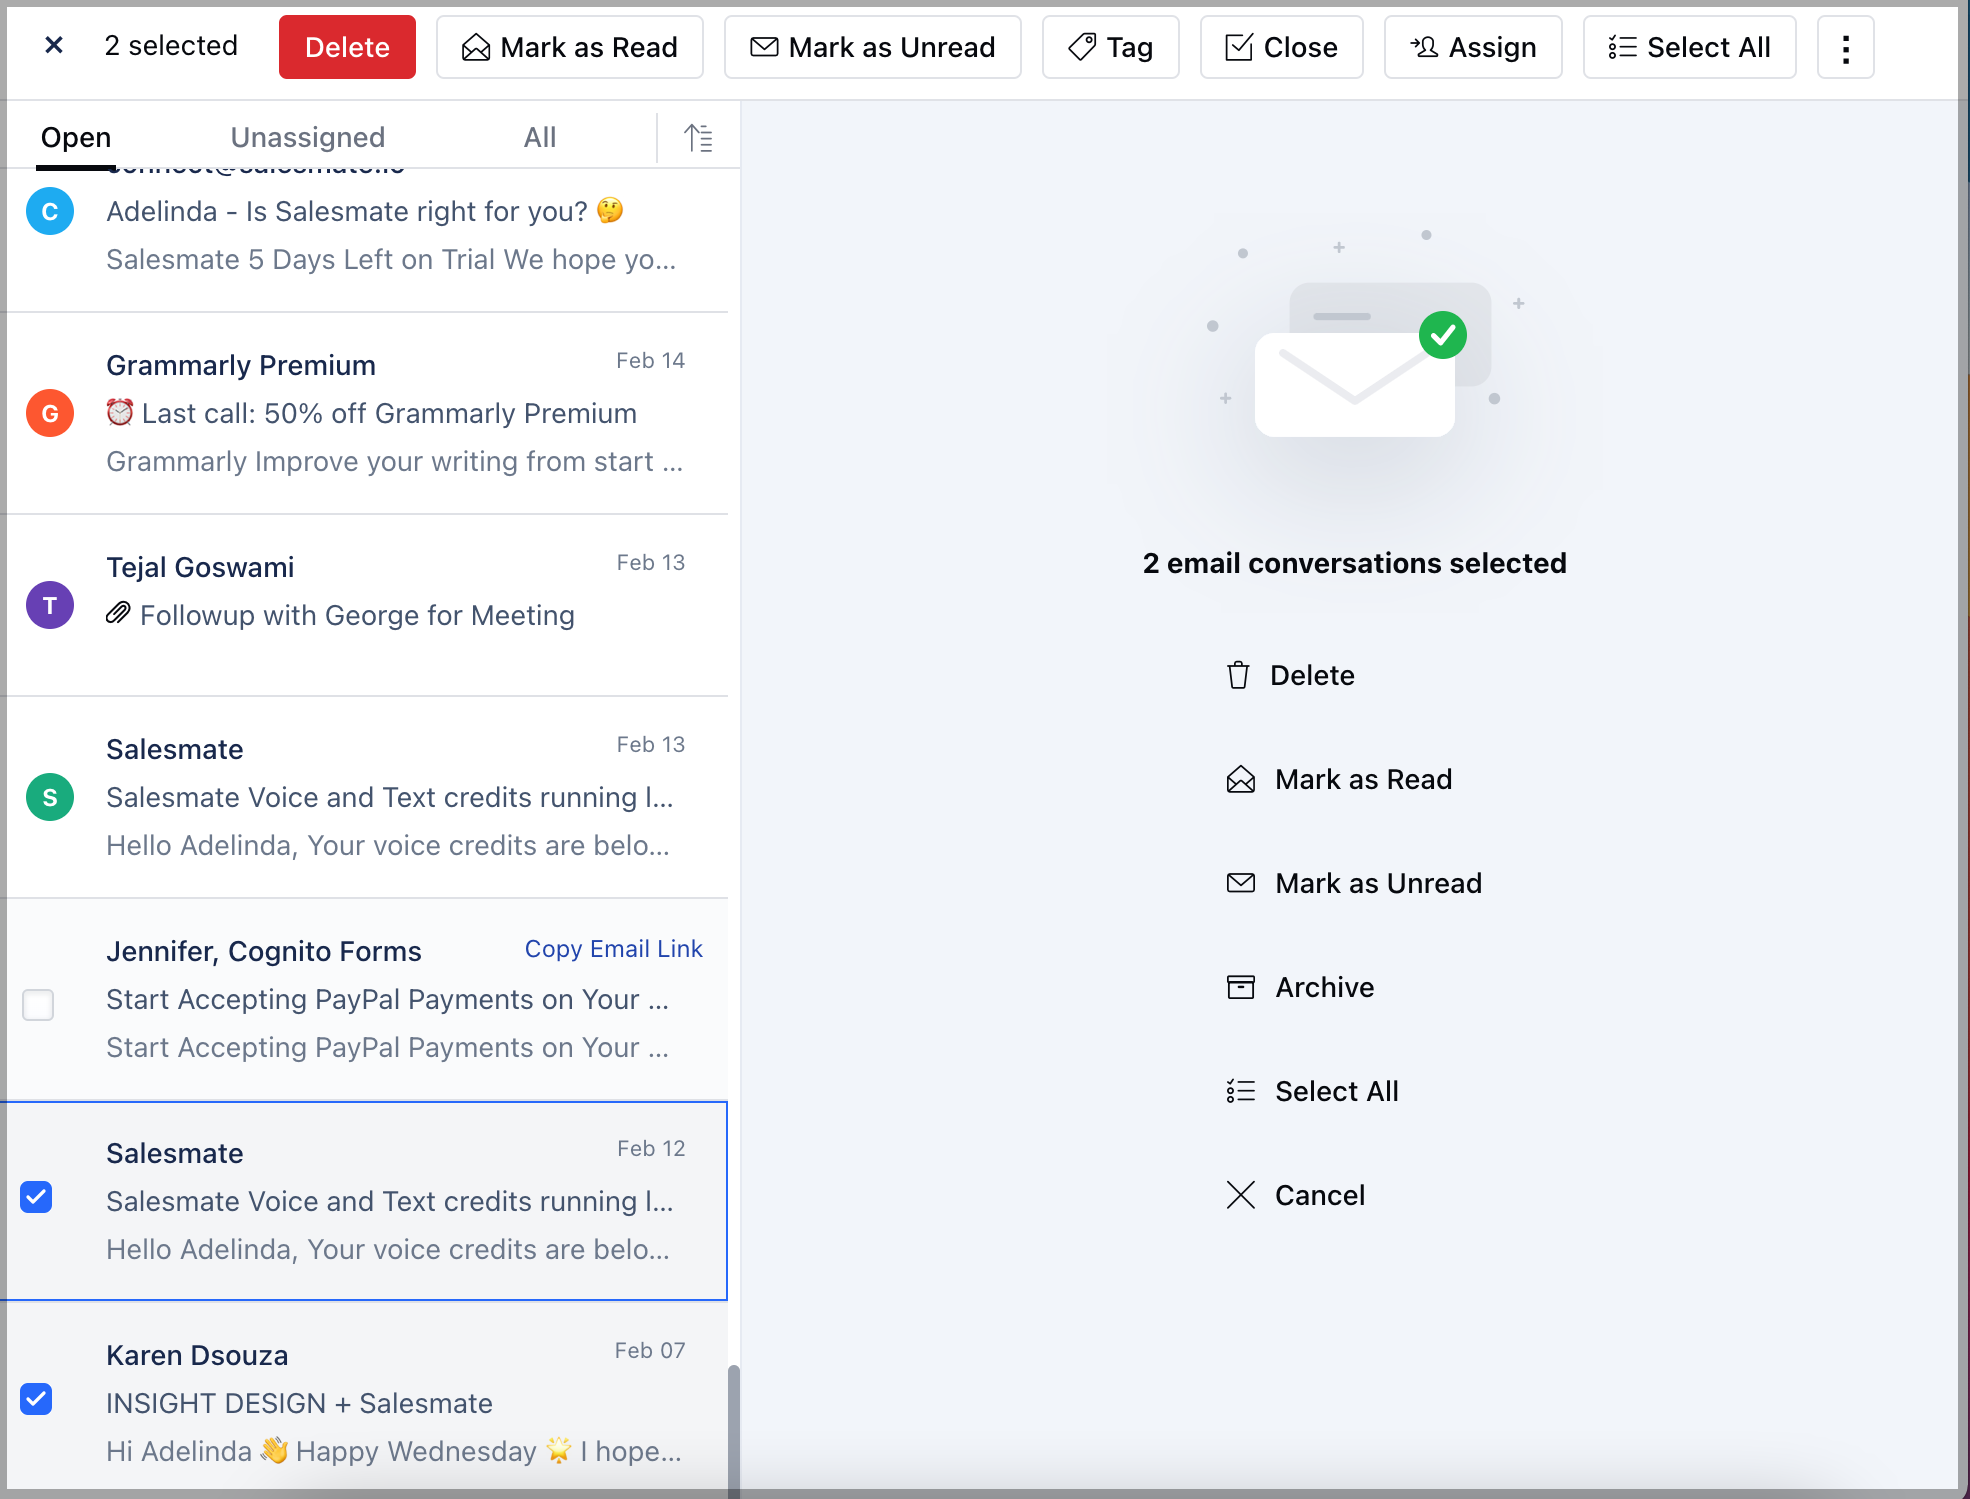 2 selected
Delete
Mark as Read
Mark as Unread
Tag
Close
Assign
Select All
Open
Unassigned
All
connect@salesmate.io
C
Adelinda - Is Salesmate right for you? 🤔
Salesmate 5 Days Left on Trial We hope yo...
Grammarly Premium
Feb 14
G
⏰ Last call: 50% off Grammarly Premium
Grammarly Improve your writing from start ...
Tejal Goswami
Feb 13
T
Followup with George for Meeting
Salesmate
Feb 13
S
Salesmate Voice and Text credits running l...
Hello Adelinda, Your voice credits are belo...
Jennifer, Cognito Forms
Copy Email Link
Start Accepting PayPal Payments on Your ...
Start Accepting PayPal Payments on Your ...
Salesmate
Feb 12
Salesmate Voice and Text credits running l...
Hello Adelinda, Your voice credits are belo...
Karen Dsouza
Feb 07
INSIGHT DESIGN + Salesmate
Hi Adelinda 👋 Happy Wednesday 🌟 I hope...
2 email conversations selected
Delete
Mark as Read
Mark as Unread
Archive
Select All
Cancel